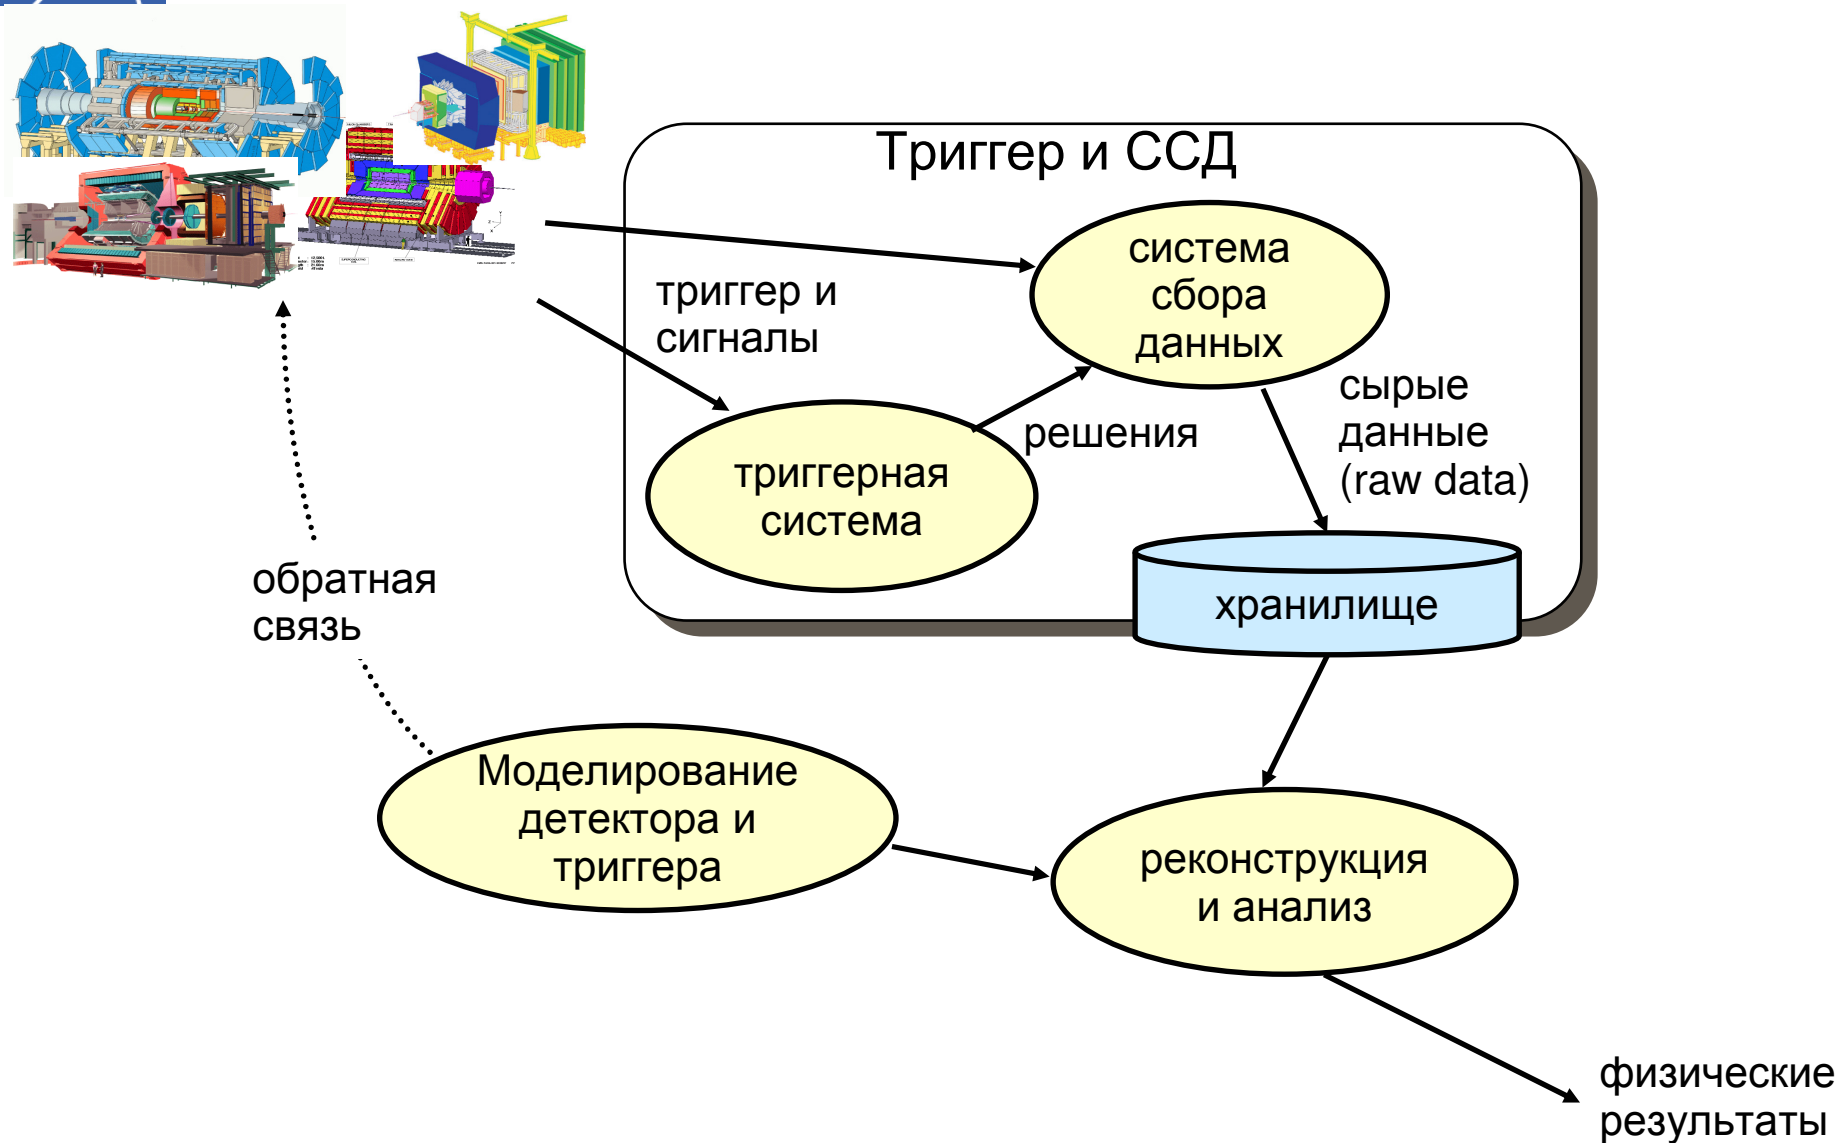 Триггер и ССД
система
сбора
данных
триггер и
сигналы
сырые
данные
(raw data)
решения
триггерная
система
обратная
связь
хранилище
Моделирование
детектора и
триггера
реконструкция
и анализ
физические
результаты